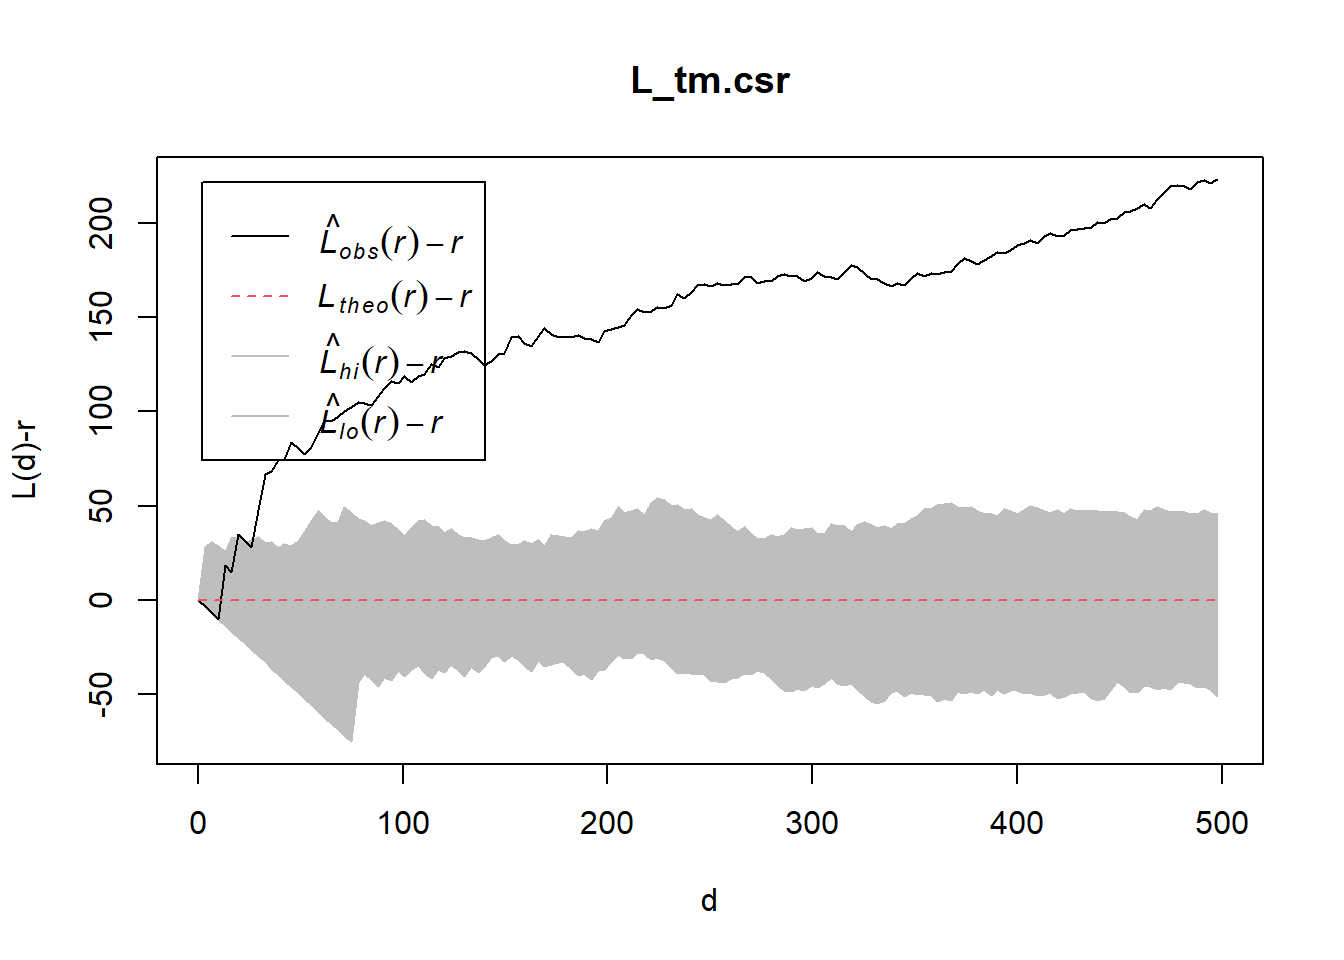 L_tm.csr
L̂obs(r) − r
Ltheo(r) − r
L̂hi(r) − r
L̂lo(r) − r
L(d)-r
200
150
100
50
0
-50
0 100 200 300 400 500
d